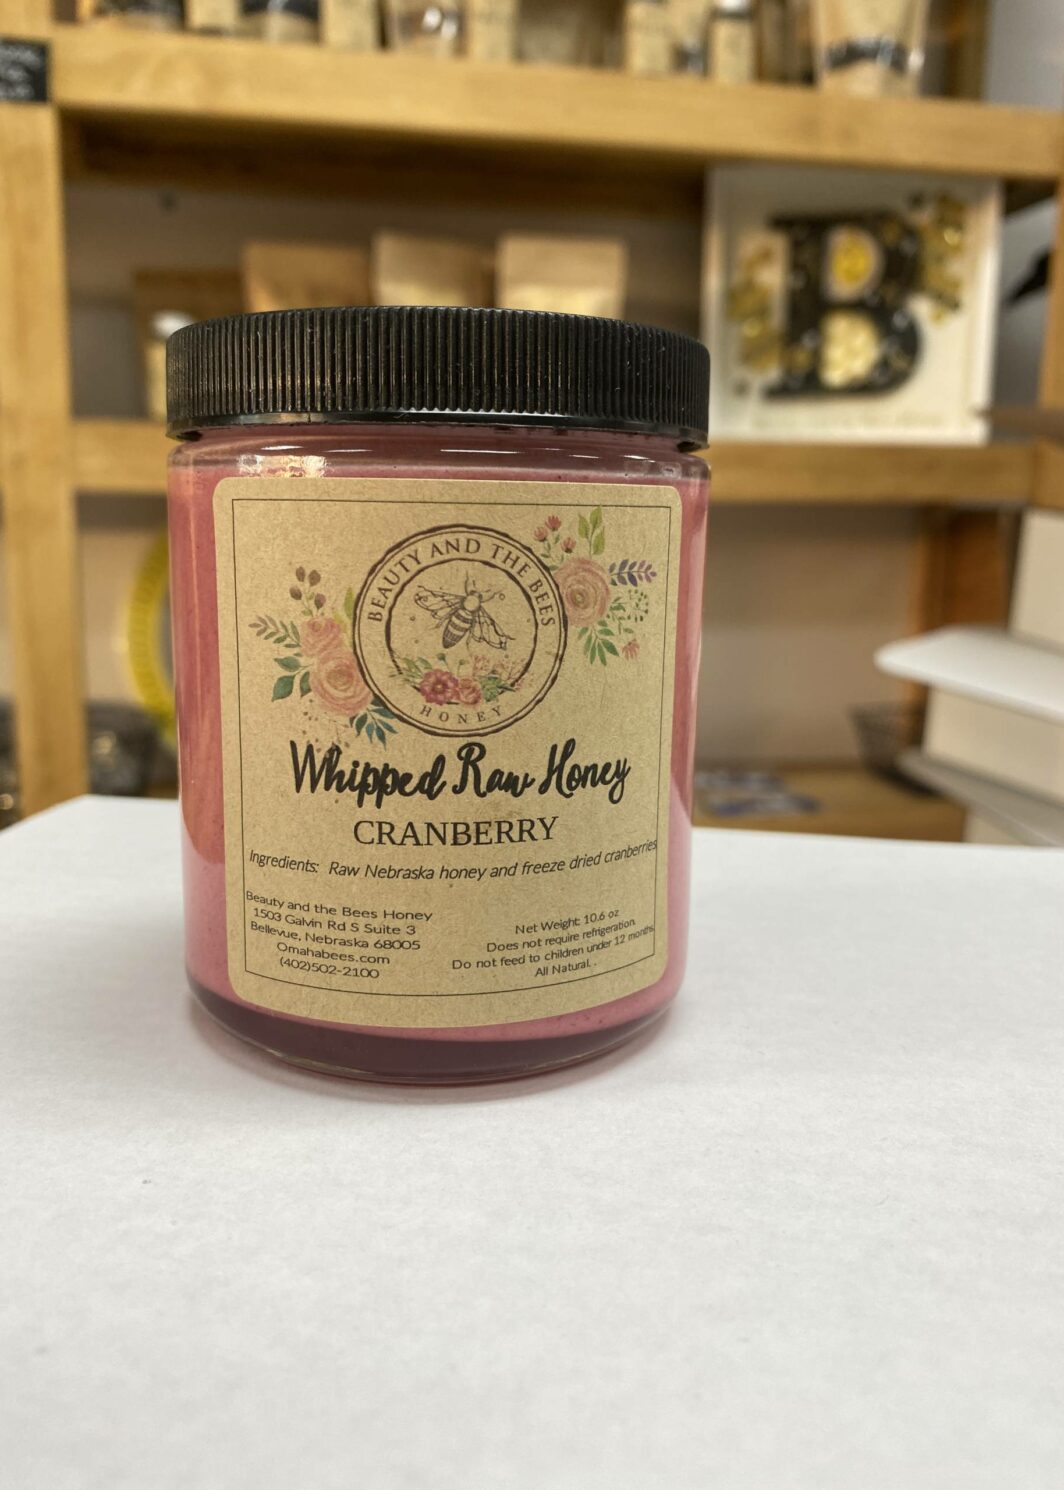 BEAUTY AND THE BEES
HONEY
Whipped Raw Honey
CRANBERRY
Ingredients: Raw Nebraska honey and freeze dried cranberries
Beauty and the Bees Honey
1503 Galvin Rd S Suite 3
Bellevue, Nebraska 68005
Omahabees.com
(402)502-2100
Net Weight: 10.6 oz
Does not require refrigeration.
Do not feed to children under 12 months.
All Natural. .
B